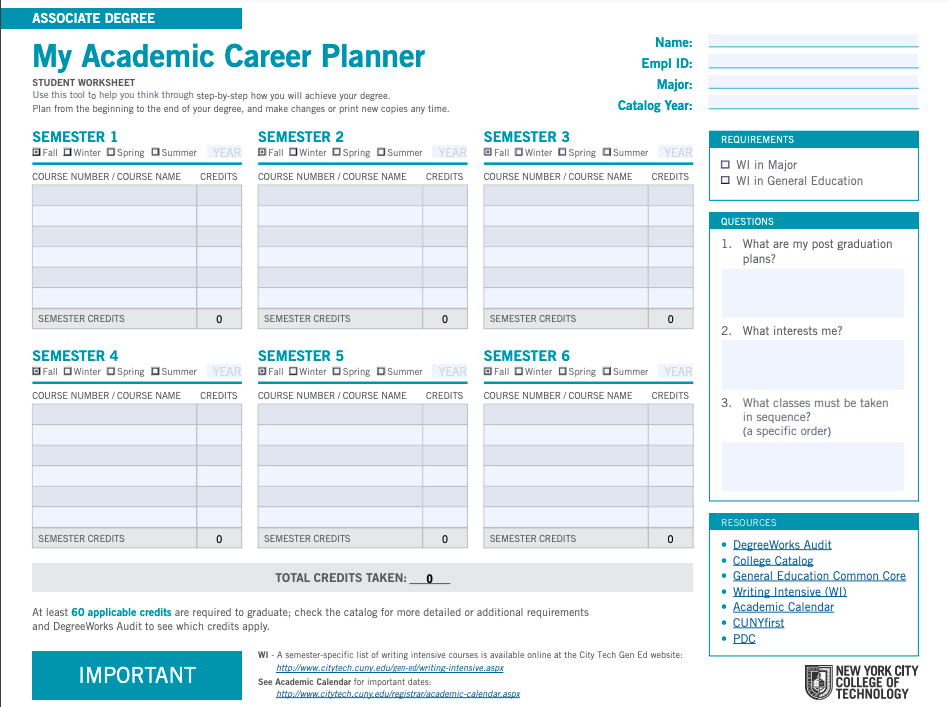 ASSOCIATE DEGREE
My Academic Career Planner
STUDENT WORKSHEET
Use this tool to help you think through step-by-step how you will achieve your degree.
Plan from the beginning to the end of your degree, and make changes or print new copies any time.
Name:
Empl ID:
Major:
Catalog Year:
SEMESTER 1
Fall Winter Spring Summer YEAR
COURSE NUMBER / COURSE NAME CREDITS
SEMESTER CREDITS 0
SEMESTER 2
Fall Winter Spring Summer YEAR
COURSE NUMBER / COURSE NAME CREDITS
SEMESTER CREDITS 0
SEMESTER 3
Fall Winter Spring Summer YEAR
COURSE NUMBER / COURSE NAME CREDITS
SEMESTER CREDITS 0
SEMESTER 4
Fall Winter Spring Summer YEAR
COURSE NUMBER / COURSE NAME CREDITS
SEMESTER CREDITS 0
SEMESTER 5
Fall Winter Spring Summer YEAR
COURSE NUMBER / COURSE NAME CREDITS
SEMESTER CREDITS 0
SEMESTER 6
Fall Winter Spring Summer YEAR
COURSE NUMBER / COURSE NAME CREDITS
SEMESTER CREDITS 0
TOTAL CREDITS TAKEN: 0
At least 60 applicable credits are required to graduate; check the catalog for more detailed or additional requirements
and DegreeWorks Audit to see which credits apply.
IMPORTANT
WI - A semester-specific list of writing intensive courses is available online at the City Tech Gen Ed website:
http://www.citytech.cuny.edu/gen-ed/writing-intensive.aspx
See Academic Calendar for important dates:
http://www.citytech.cuny.edu/registrar/academic-calendar.aspx
REQUIREMENTS
WI in Major
WI in General Education
QUESTIONS
1. What are my post graduation
plans?
2. What interests me?
3. What classes must be taken
in sequence?
(a specific order)
RESOURCES
• DegreeWorks Audit
• College Catalog
• General Education Common Core
• Writing Intensive (WI)
• Academic Calendar
• CUNYfirst
• PDC
NEW YORK CITY
COLLEGE OF
TECHNOLOGY